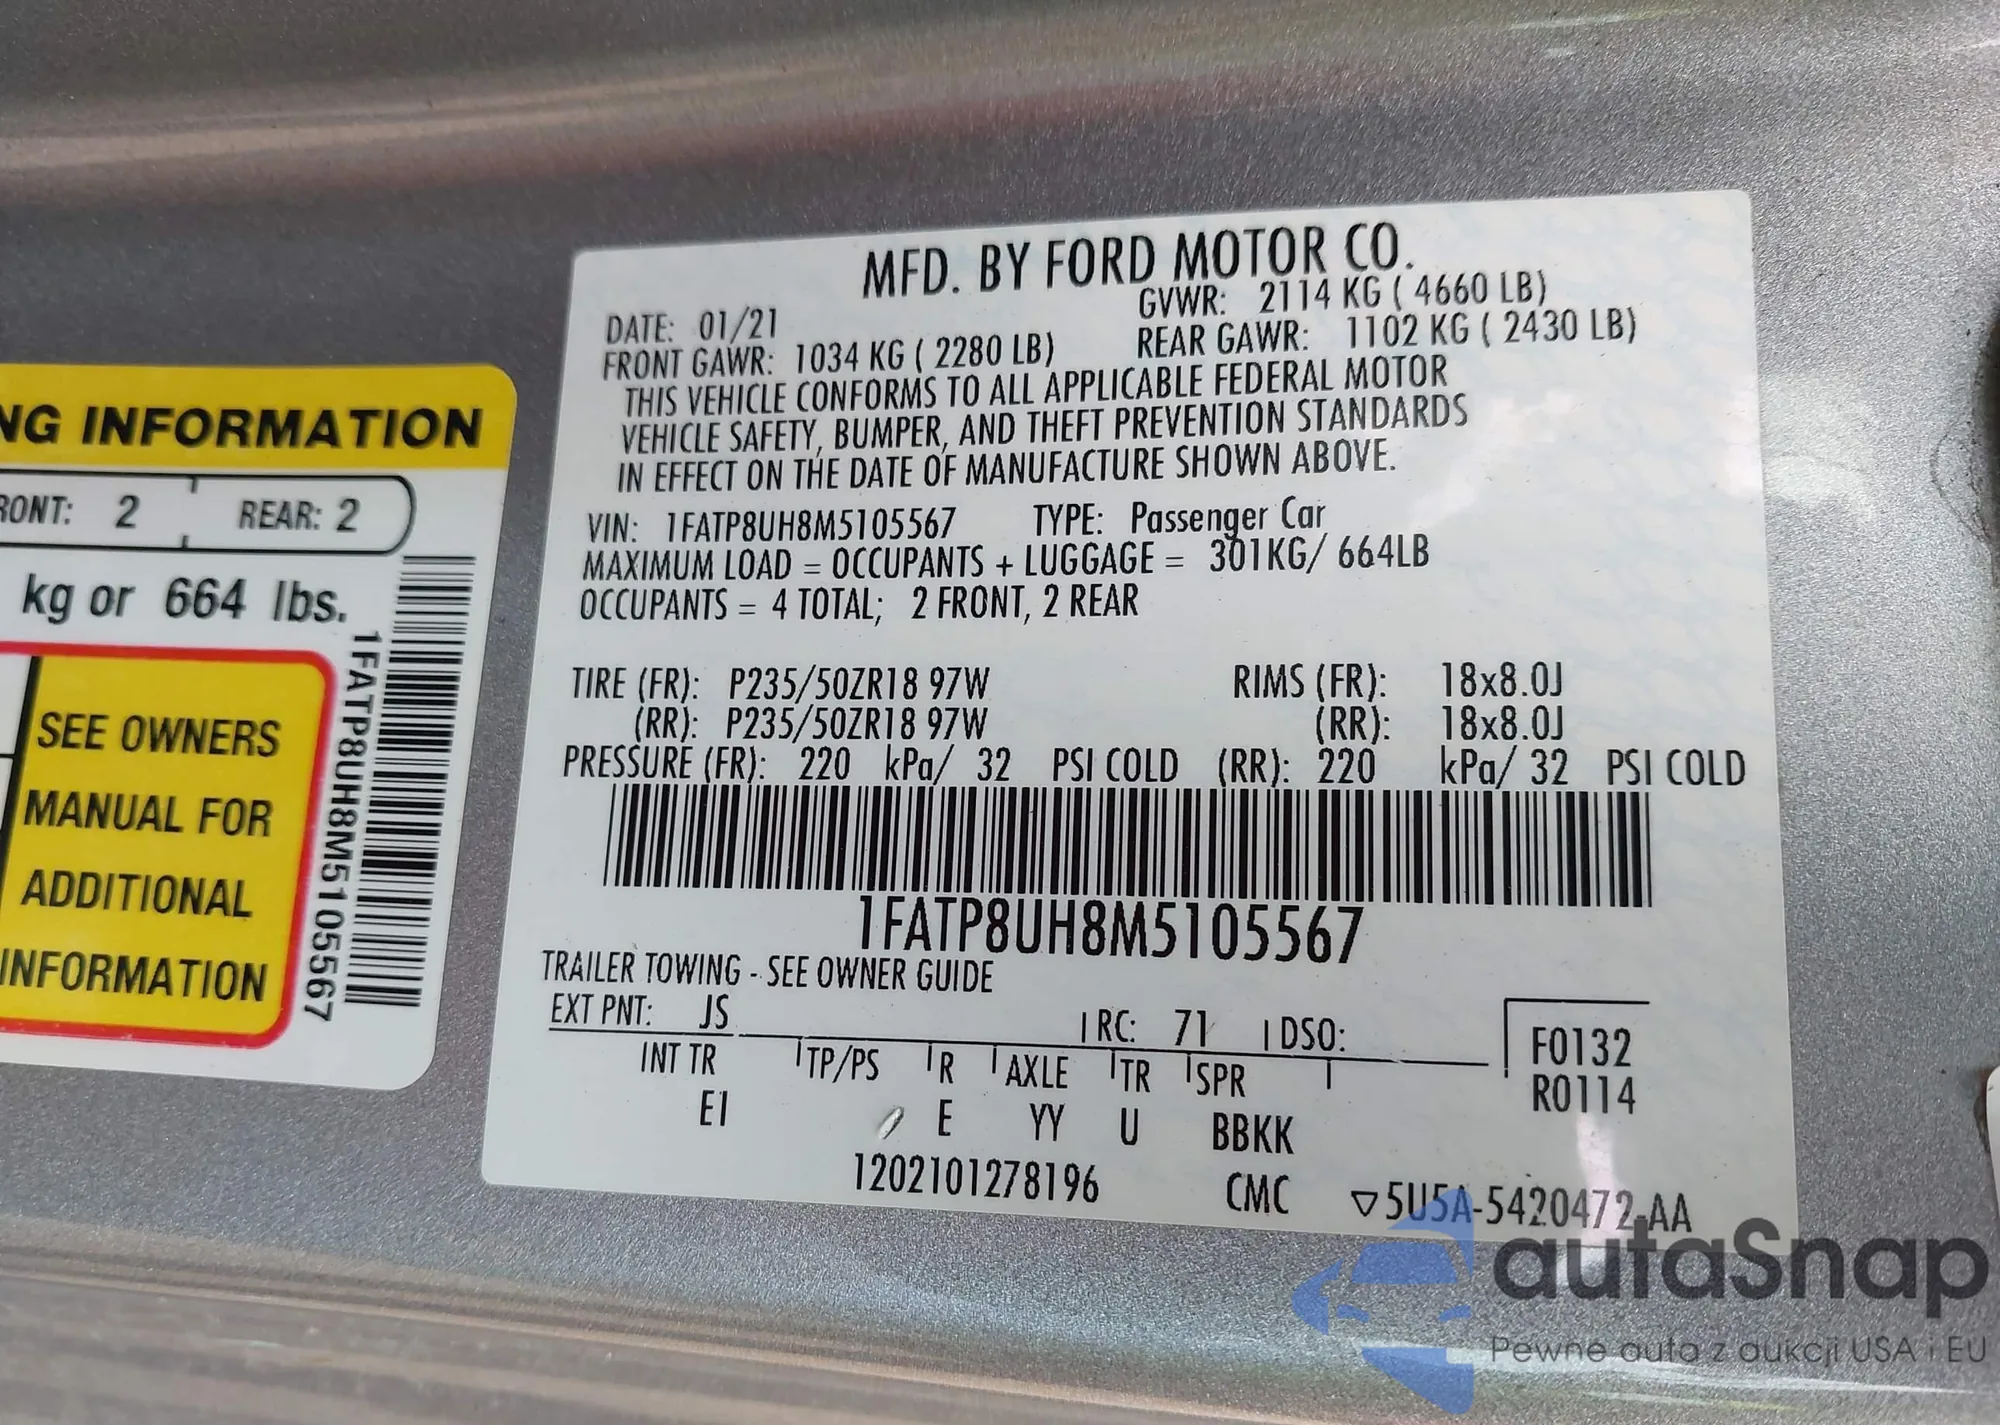 NG INFORMATION
RONT: 2 REAR: 2
kg or 664 lbs.
SEE OWNERS
MANUAL FOR
ADDITIONAL
INFORMATION
1FATP8UH8M5105567
MFD. BY FORD MOTOR CO.
DATE: 01/21 GVWR: 2114 KG ( 4660 LB)
FRONT GAWR: 1034 KG ( 2280 LB) REAR GAWR: 1102 KG ( 2430 LB)
THIS VEHICLE CONFORMS TO ALL APPLICABLE FEDERAL MOTOR
VEHICLE SAFETY, BUMPER, AND THEFT PREVENTION STANDARDS
IN EFFECT ON THE DATE OF MANUFACTURE SHOWN ABOVE.
VIN: 1FATP8UH8M5105567 TYPE: Passenger Car
MAXIMUM LOAD = OCCUPANTS + LUGGAGE = 301KG/ 664LB
OCCUPANTS = 4 TOTAL; 2 FRONT, 2 REAR
TIRE (FR): P235/50ZR18 97W RIMS (FR): 18x8.0J
(RR): P235/50ZR18 97W (RR): 18x8.0J
PRESSURE (FR): 220 kPa/ 32 PSI COLD (RR): 220 kPa/ 32 PSI COLD
1FATP8UH8M5105567
TRAILER TOWING - SEE OWNER GUIDE
EXT PNT: JS RC: 71 DSO: F0132
INT TR TP/PS R AXLE TR SPR R0114
E1 E YY U BBKK
1202101278196 CMC ▽5U5A-5420472-AA
autaSnap
Pewne auta z aukcji USA i EU